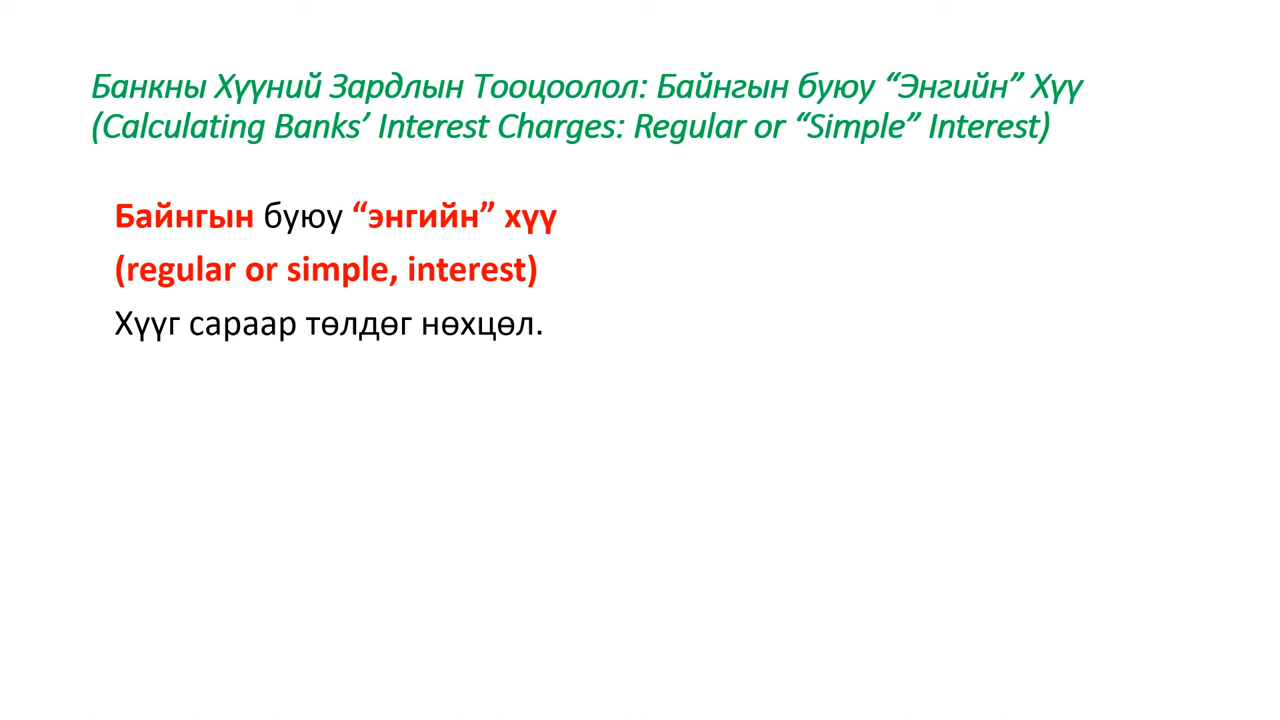 Банкны Хүүний Зардлын Тооцоолол: Байнгын буюу “Энгийн” Хүү
(Calculating Banks’ Interest Charges: Regular or “Simple” Interest)
Байнгын буюу “энгийн” хүү
(regular or simple, interest)
Хүүг сараар төлдөг нөхцөл.